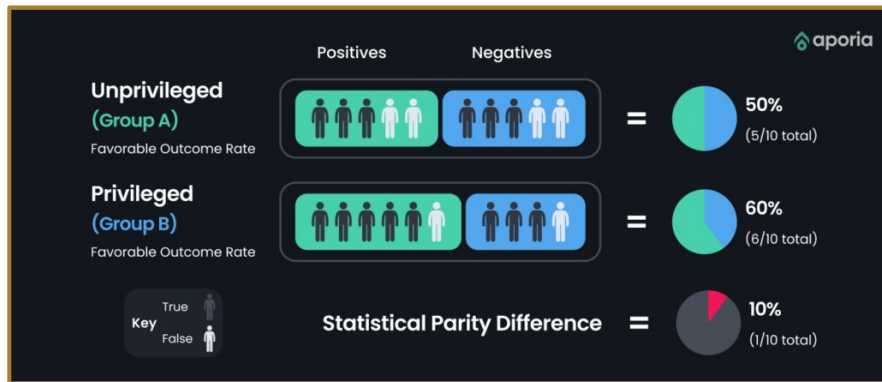 aporia
Positives Negatives
Unprivileged
(Group A)
Favorable Outcome Rate
=
50%
(5/10 total)
Privileged
(Group B)
Favorable Outcome Rate
=
60%
(6/10 total)
Key
True
False
Statistical Parity Difference =
10%
(1/10 total)